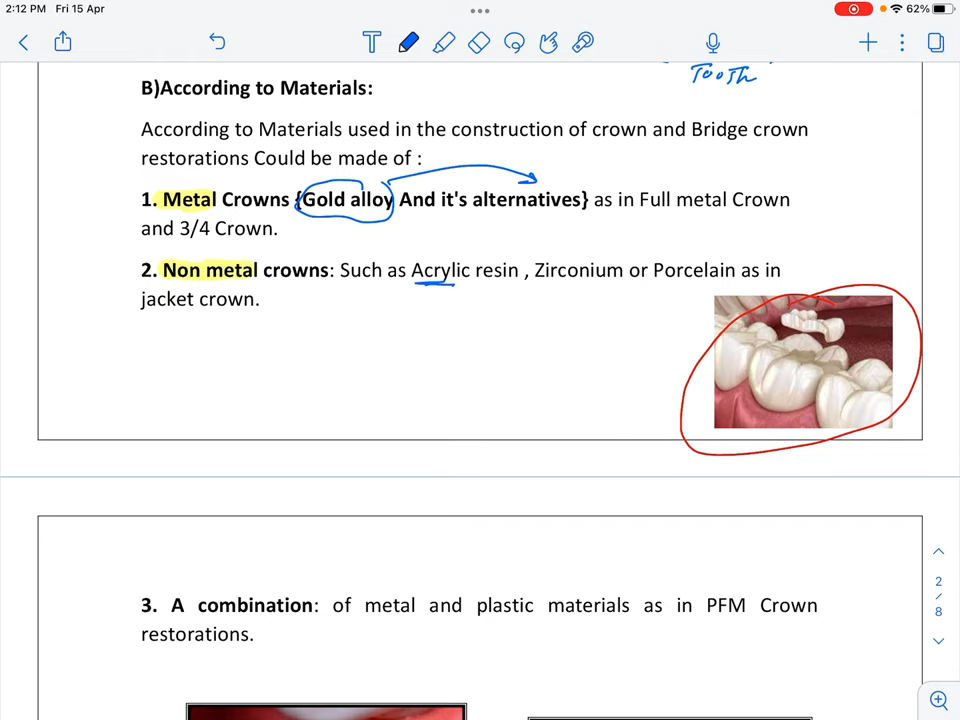 2:12 PM Fri 15 Apr
62%
Tooth
B)According to Materials:
According to Materials used in the construction of crown and Bridge crown
restorations Could be made of :
1. Metal Crowns {Gold alloy And it's alternatives} as in Full metal Crown
and 3/4 Crown.
2. Non metal crowns: Such as Acrylic resin , Zirconium or Porcelain as in
jacket crown.
3. A combination: of metal and plastic materials as in PFM Crown
restorations.
2
/
8